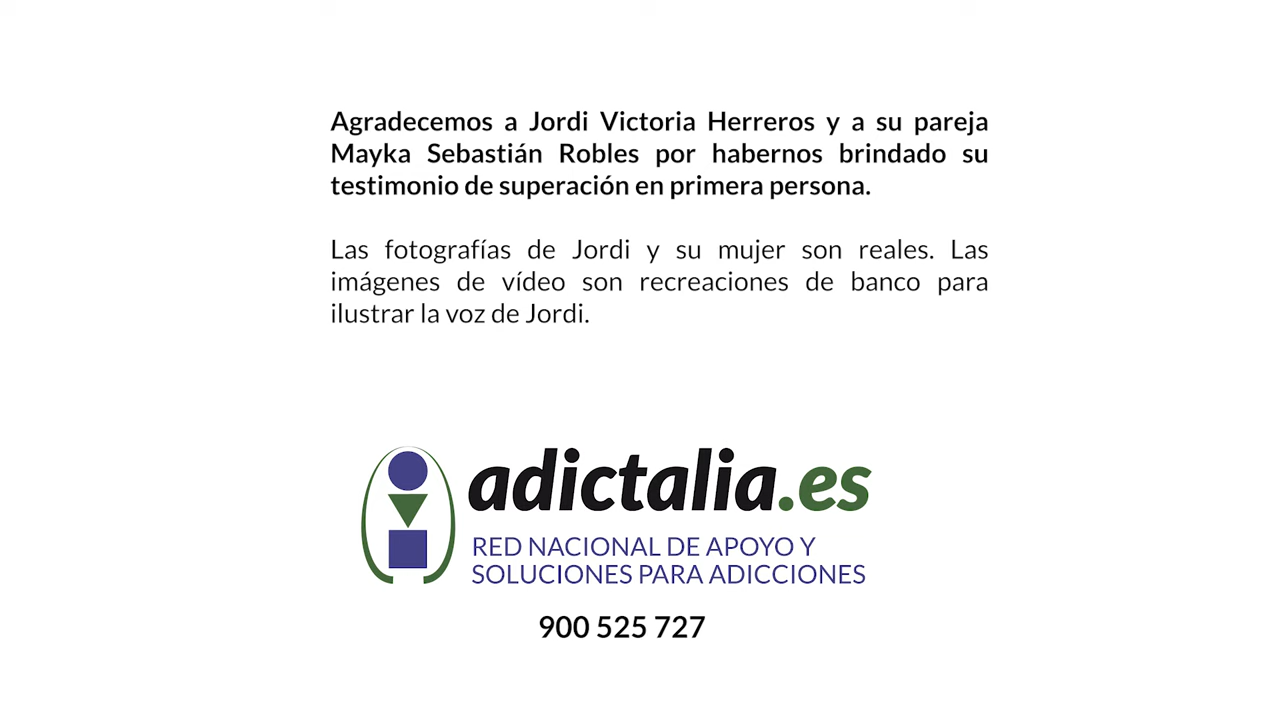 Agradecemos a Jordi Victoria Herreros y a su pareja
Mayka Sebastián Robles por habernos brindado su
testimonio de superación en primera persona.
Las fotografías de Jordi y su mujer son reales. Las
imágenes de vídeo son recreaciones de banco para
ilustrar la voz de Jordi.
adictalia.es
RED NACIONAL DE APOYO Y
SOLUCIONES PARA ADICCIONES
900 525 727